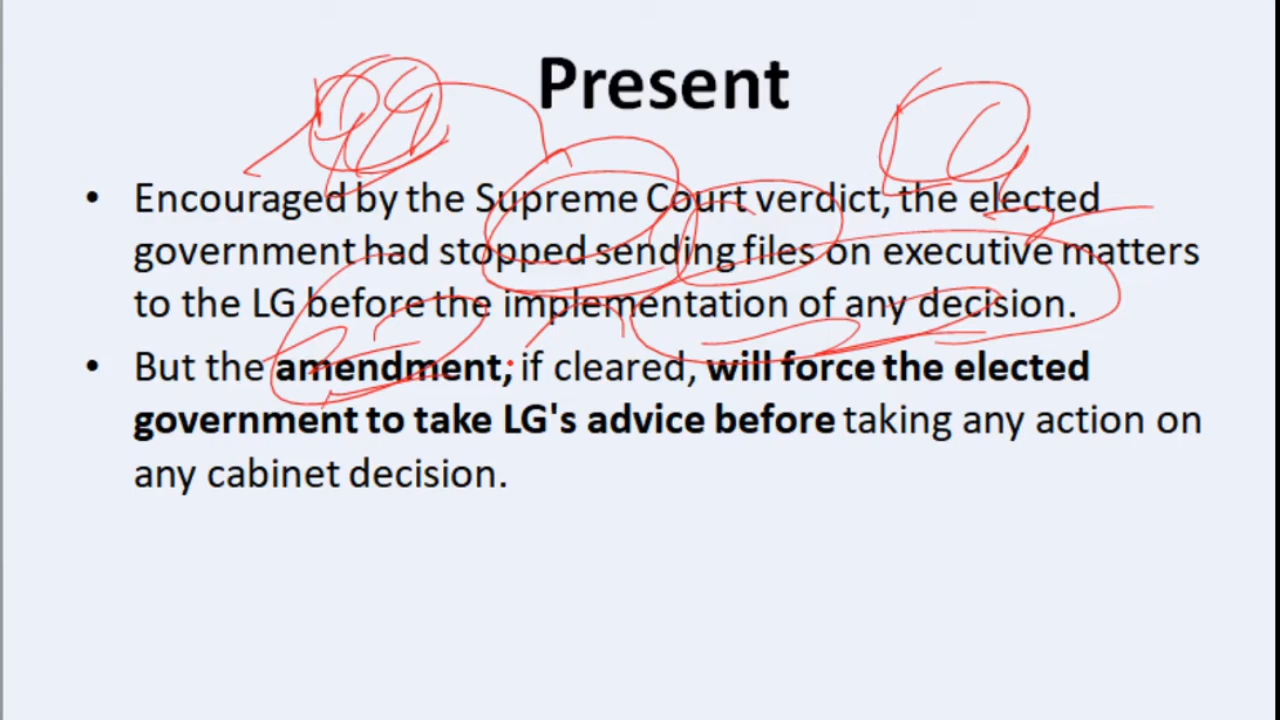 Present
• Encouraged by the Supreme Court verdict, the elected
government had stopped sending files on executive matters
to the LG before the implementation of any decision.
• But the amendment, if cleared, will force the elected
government to take LG's advice before taking any action on
any cabinet decision.